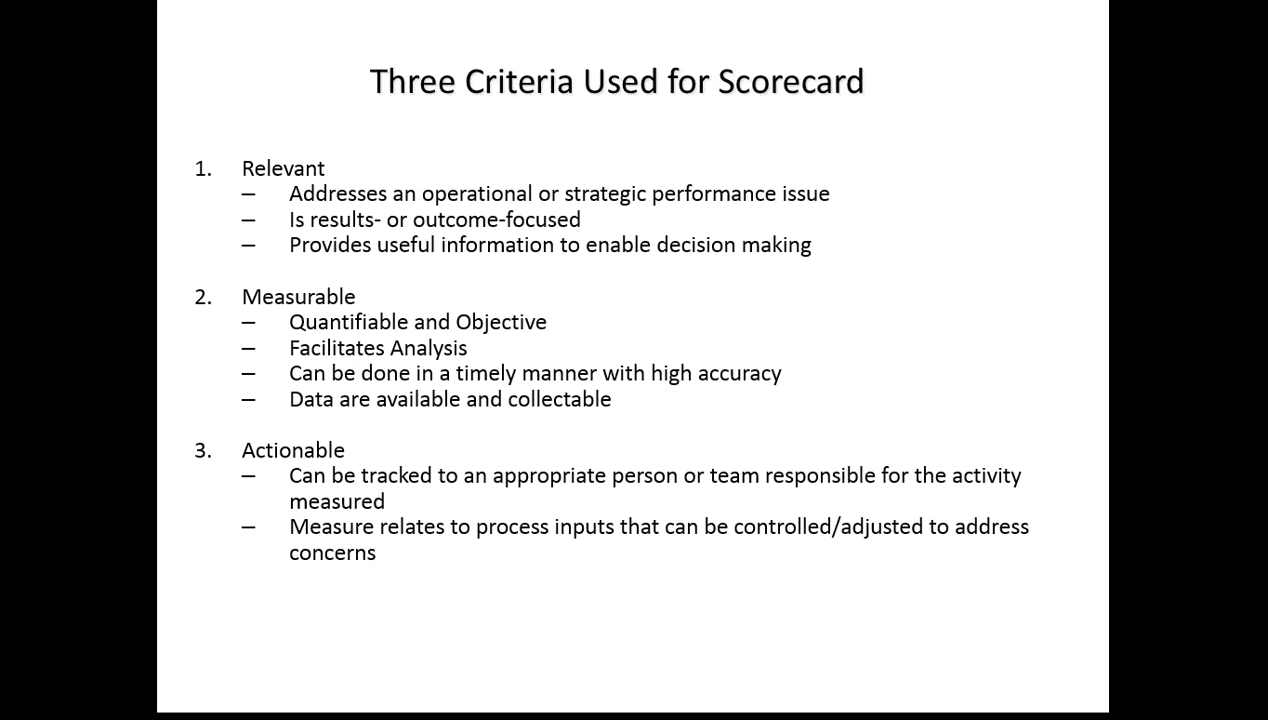 Three Criteria Used for Scorecard
1. Relevant
– Addresses an operational or strategic performance issue
– Is results- or outcome-focused
– Provides useful information to enable decision making
2. Measurable
– Quantifiable and Objective
– Facilitates Analysis
– Can be done in a timely manner with high accuracy
– Data are available and collectable
3. Actionable
– Can be tracked to an appropriate person or team responsible for the activity
measured
– Measure relates to process inputs that can be controlled/adjusted to address
concerns